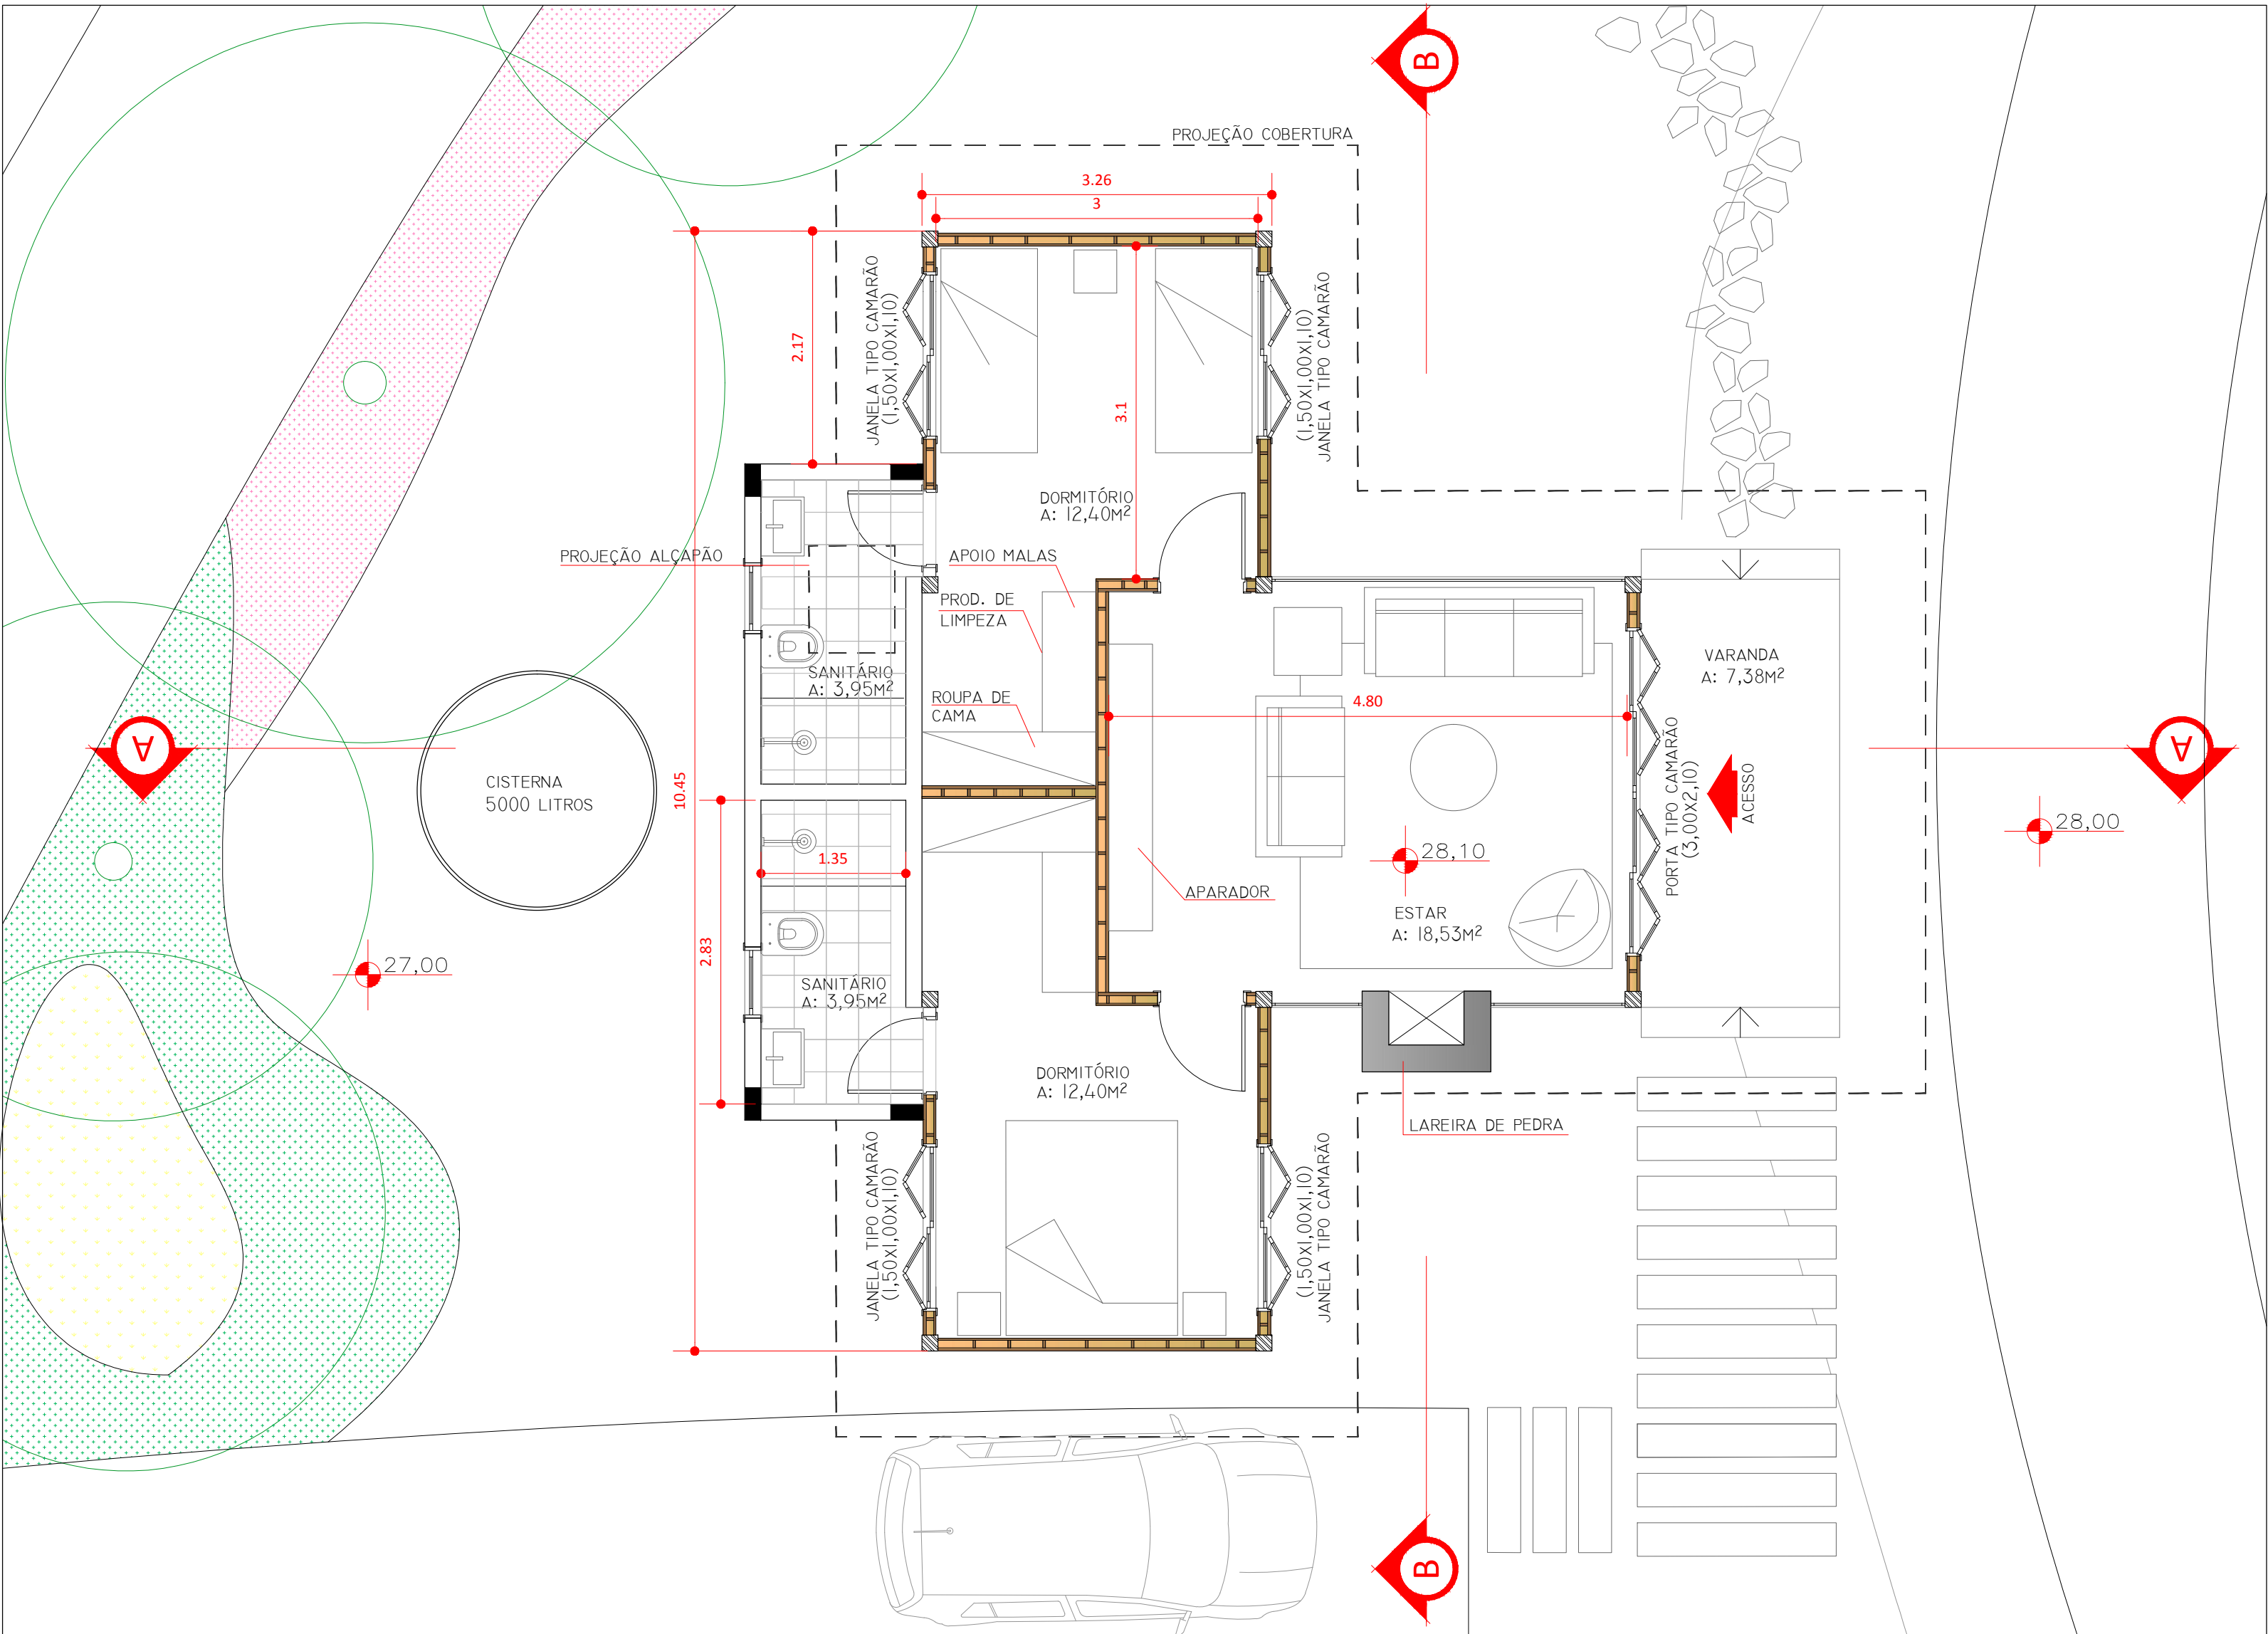 B
PROJEÇÃO COBERTURA
3.26
3
JANELA TIPO CAMARÃO
(1,50X1,00X1,10)
2.17
3.1
(1,50X1,00X1,10)
JANELA TIPO CAMARÃO
DORMITÓRIO
A: 12,40M²
PROJEÇÃO ALÇAPÃO
APOIO MALAS
PROD. DE
LIMPEZA
SANITÁRIO
A: 3,95M²
ROUPA DE
CAMA
4.80
VARANDA
A: 7,38M²
A
A
CISTERNA
5000 LITROS
10.45
PORTA TIPO CAMARÃO
(3,00X2,10)
ACESSO
28,00
28,10
1.35
APARADOR
ESTAR
A: 18,53M²
2.83
27,00
SANITÁRIO
A: 3,95M²
DORMITÓRIO
A: 12,40M²
LAREIRA DE PEDRA
JANELA TIPO CAMARÃO
(1,50X1,00X1,10)
(1,50X1,00X1,10)
JANELA TIPO CAMARÃO
B